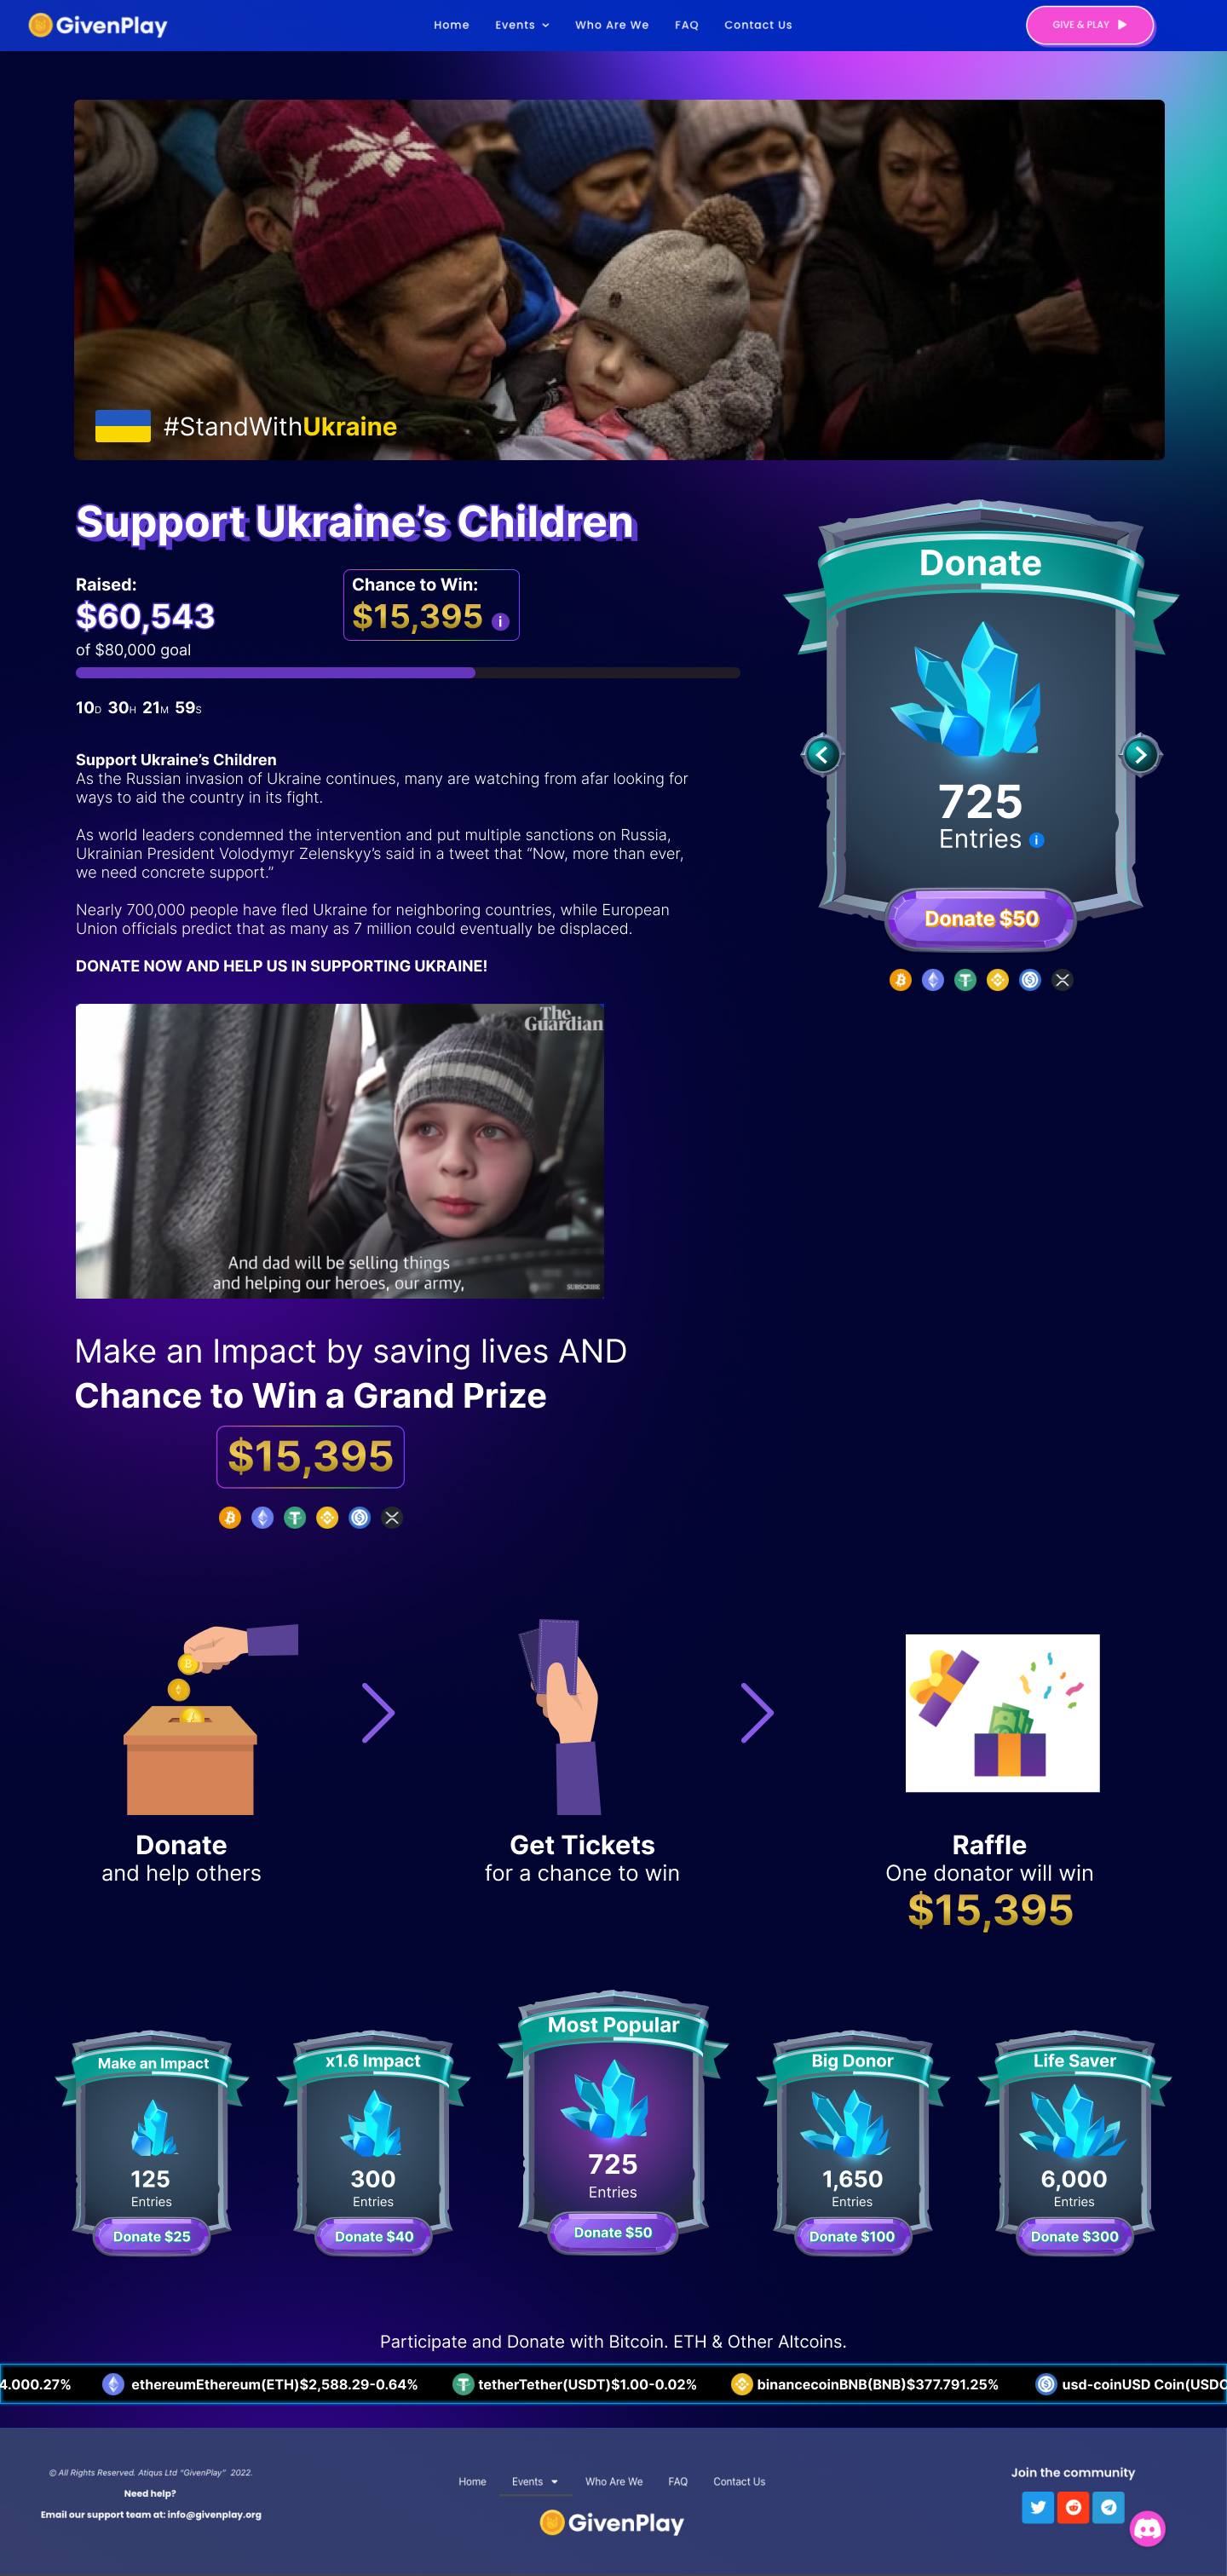 GivenPlay
Home
Events
Who Are We
FAQ
Contact Us
GIVE & PLAY
#StandWithUkraine
Support Ukraine’s Children
Raised:
$60,543
of $80,000 goal
Chance to Win:
$15,395
i
10D 30H 21M 59S
Support Ukraine’s Children
As the Russian invasion of Ukraine continues, many are watching from afar looking for
ways to aid the country in its fight.
As world leaders condemned the intervention and put multiple sanctions on Russia,
Ukrainian President Volodymyr Zelenskyy’s said in a tweet that “Now, more than ever,
we need concrete support.”
Nearly 700,000 people have fled Ukraine for neighboring countries, while European
Union officials predict that as many as 7 million could eventually be displaced.
DONATE NOW AND HELP US IN SUPPORTING UKRAINE!
Donate
725
Entries i
Donate $50
The
Guardian
And dad will be selling things
and helping our heroes, our army,
SUBSCRIBE
Make an Impact by saving lives AND
Chance to Win a Grand Prize
$15,395
Donate
and help others
Get Tickets
for a chance to win
Raffle
One donator will win
$15,395
Make an Impact
125
Entries
Donate $25
x1.6 Impact
300
Entries
Donate $40
Most Popular
725
Entries
Donate $50
Big Donor
1,650
Entries
Donate $100
Life Saver
6,000
Entries
Donate $300
Participate and Donate with Bitcoin. ETH & Other Altcoins.
4.000.27%
ethereumEthereum(ETH)$2,588.29-0.64%
tetherTether(USDT)$1.00-0.02%
binancecoinBNB(BNB)$377.791.25%
usd-coinUSD Coin(USDC
© All Rights Reserved. Atiqus Ltd “GivenPlay” 2022.
Need help?
Email our support team at: info@givenplay.org
Home
Events
Who Are We
FAQ
Contact Us
GivenPlay
Join the community